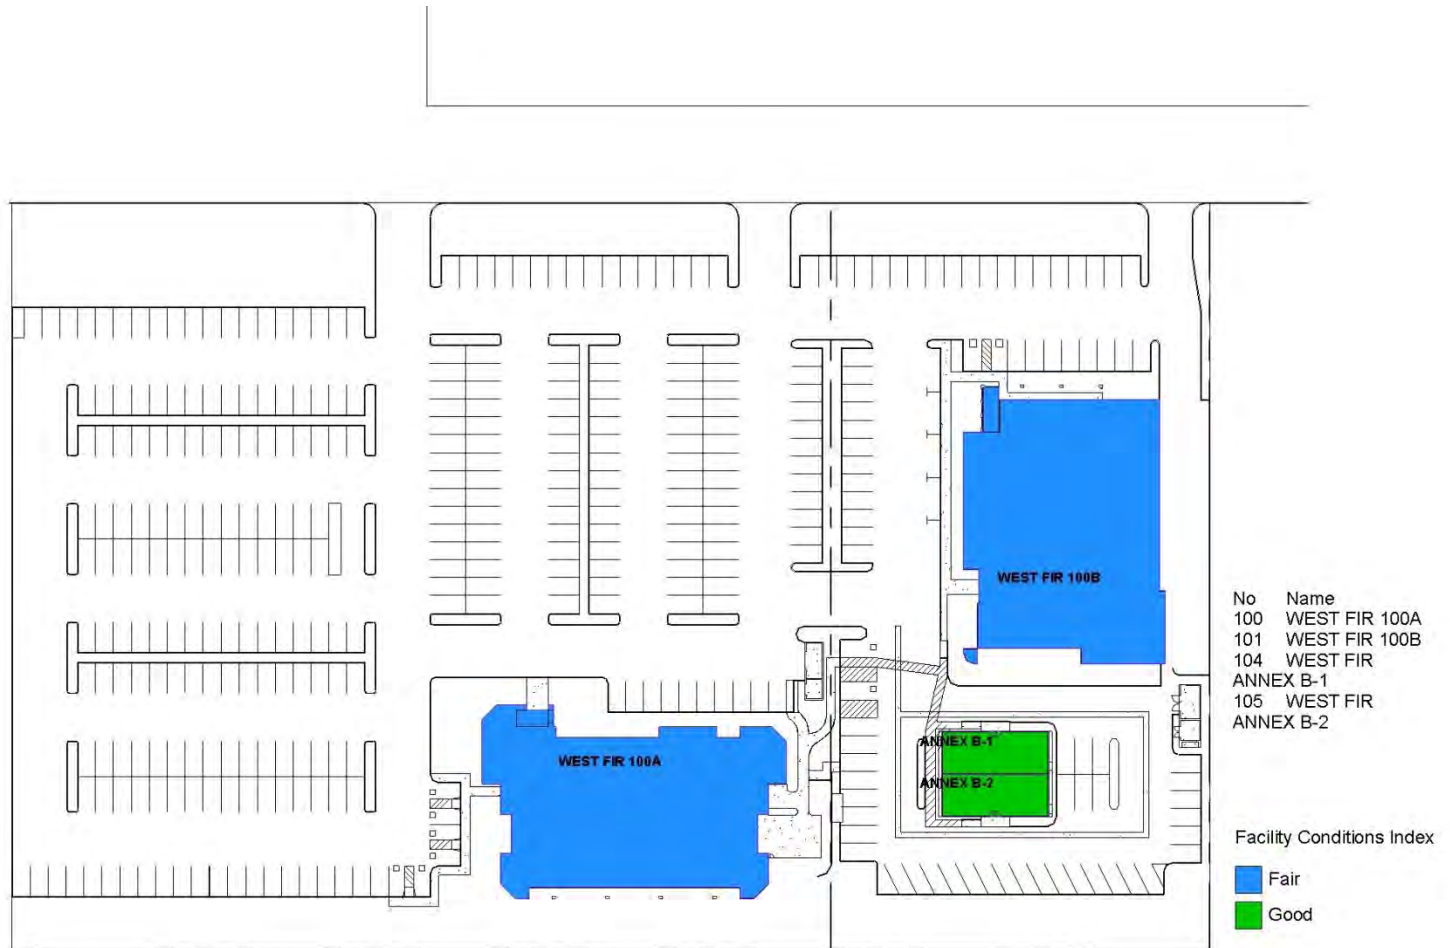 WEST FIR 100B
No Name
100 WEST FIR 100A
101 WEST FIR 100B
104 WEST FIR
ANNEX B-1
105 WEST FIR
ANNEX B-2
ANNEX B-1
WEST FIR 100A
ANNEX B-2
Facility Conditions Index
Fair
Good